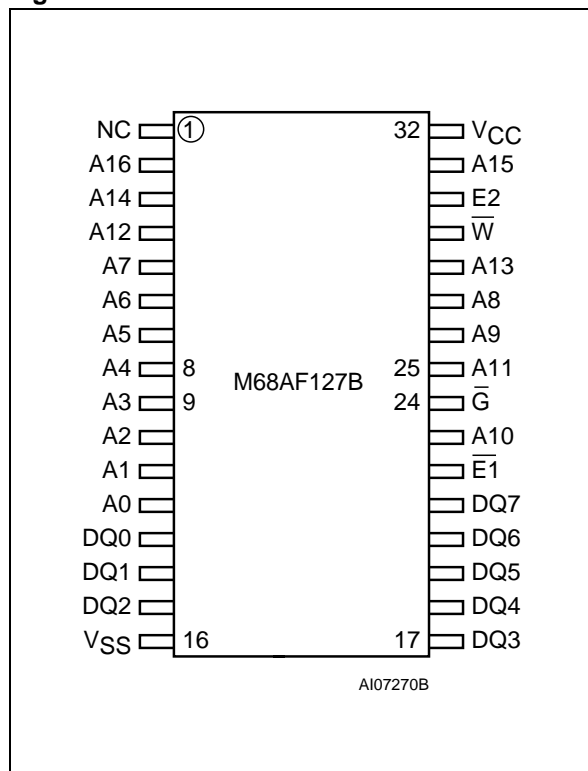 NC 1 32 VCC
A16 A15
A14 E2
A12 W̅
A7 A13
A6 A8
A5 A9
A4 8 25 A11
M68AF127B
A3 9 24 G̅
A2 A10
A1 E̅1̅
A0 DQ7
DQ0 DQ6
DQ1 DQ5
DQ2 DQ4
VSS 16 17 DQ3
AI07270B